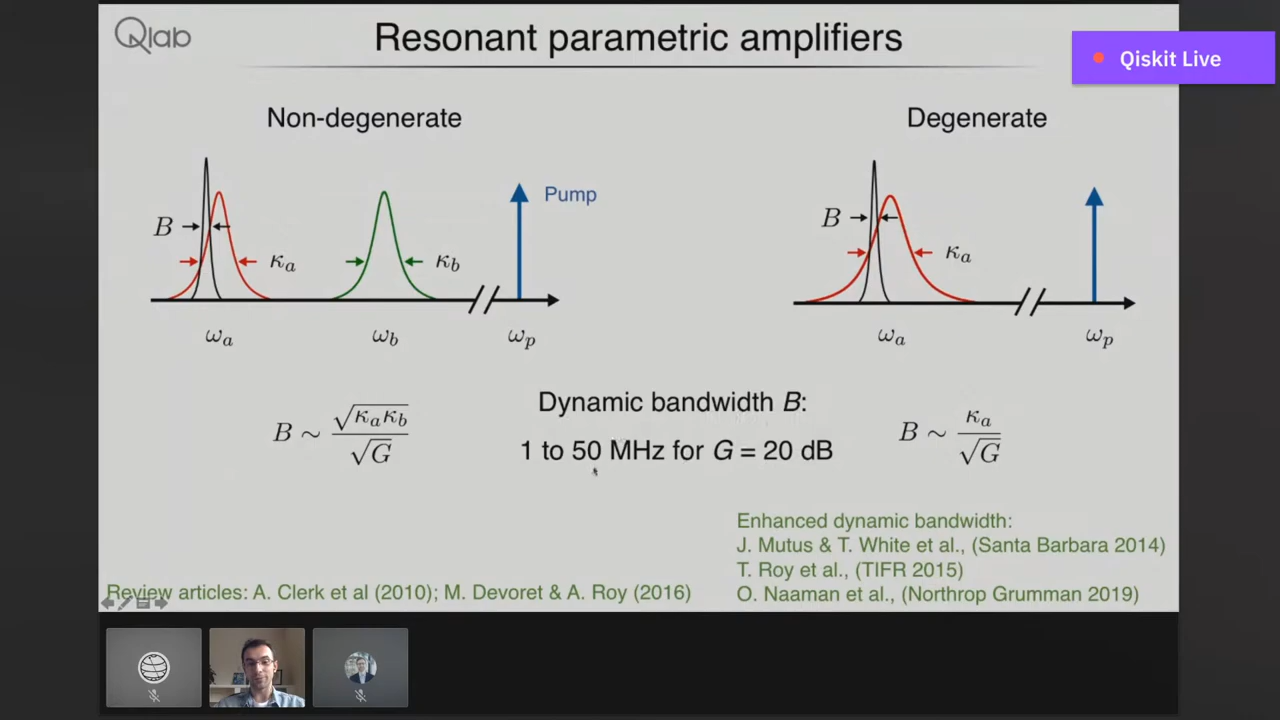 Qlab
Resonant parametric amplifiers
Qiskit Live
Non-degenerate
Degenerate
Pump
B
κa
κb
ωa
ωb
ωp
B
κa
ωa
ωp
B ∼ √κaκb / √G
Dynamic bandwidth B:
1 to 50 MHz for G = 20 dB
B ∼ κa / √G
Enhanced dynamic bandwidth:
J. Mutus & T. White et al., (Santa Barbara 2014)
T. Roy et al., (TIFR 2015)
O. Naaman et al., (Northrop Grumman 2019)
Review articles: A. Clerk et al (2010); M. Devoret & A. Roy (2016)